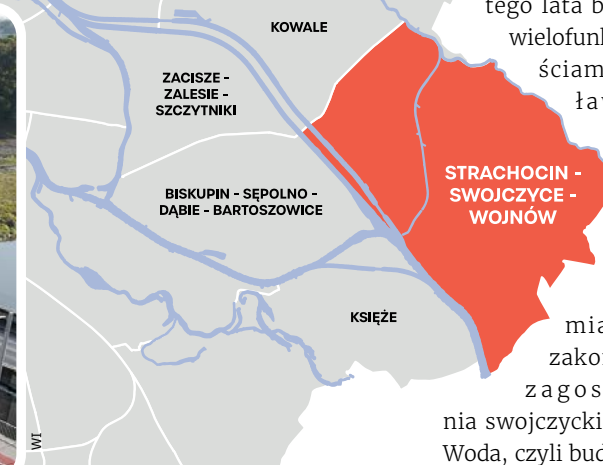 tego lata b
wielofunk
ściam
ław
KOWALE
ZACISZE -
ZALESIE -
SZCZYTNIKI
STRACHOCIN -
SWOJCZYCE -
WOJNÓW
BISKUPIN - SĘPOLNO -
DĄBIE - BARTOSZOWICE
KSIĘŻE
mia
zakoń
zagos
nia swojczycki
Woda, czyli bud
WI